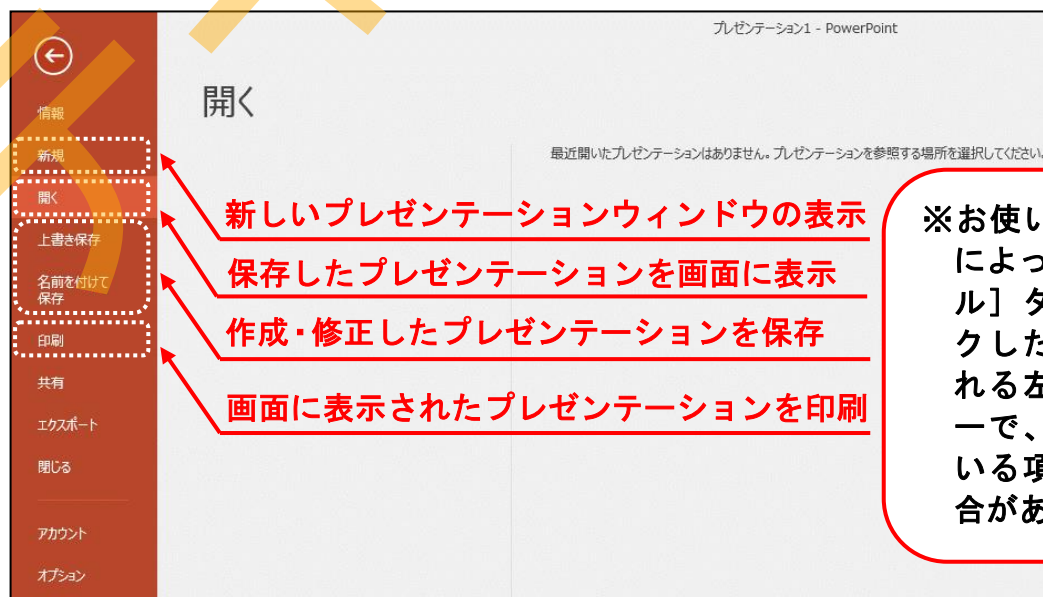 プレゼンテーション1 - PowerPoint
開く
情報
新規
開く
上書き保存
名前を付けて
保存
印刷
共有
エクスポート
閉じる
アカウント
オプション
最近開いたプレゼンテーションはありません。プレゼンテーションを参照する場所を選択してください。
新しいプレゼンテーションウィンドウの表示
保存したプレゼンテーションを画面に表示
作成・修正したプレゼンテーションを保存
画面に表示されたプレゼンテーションを印刷
※お使い
によっ
ル］タ
クした
れる左
ーで、
いる項
合があ